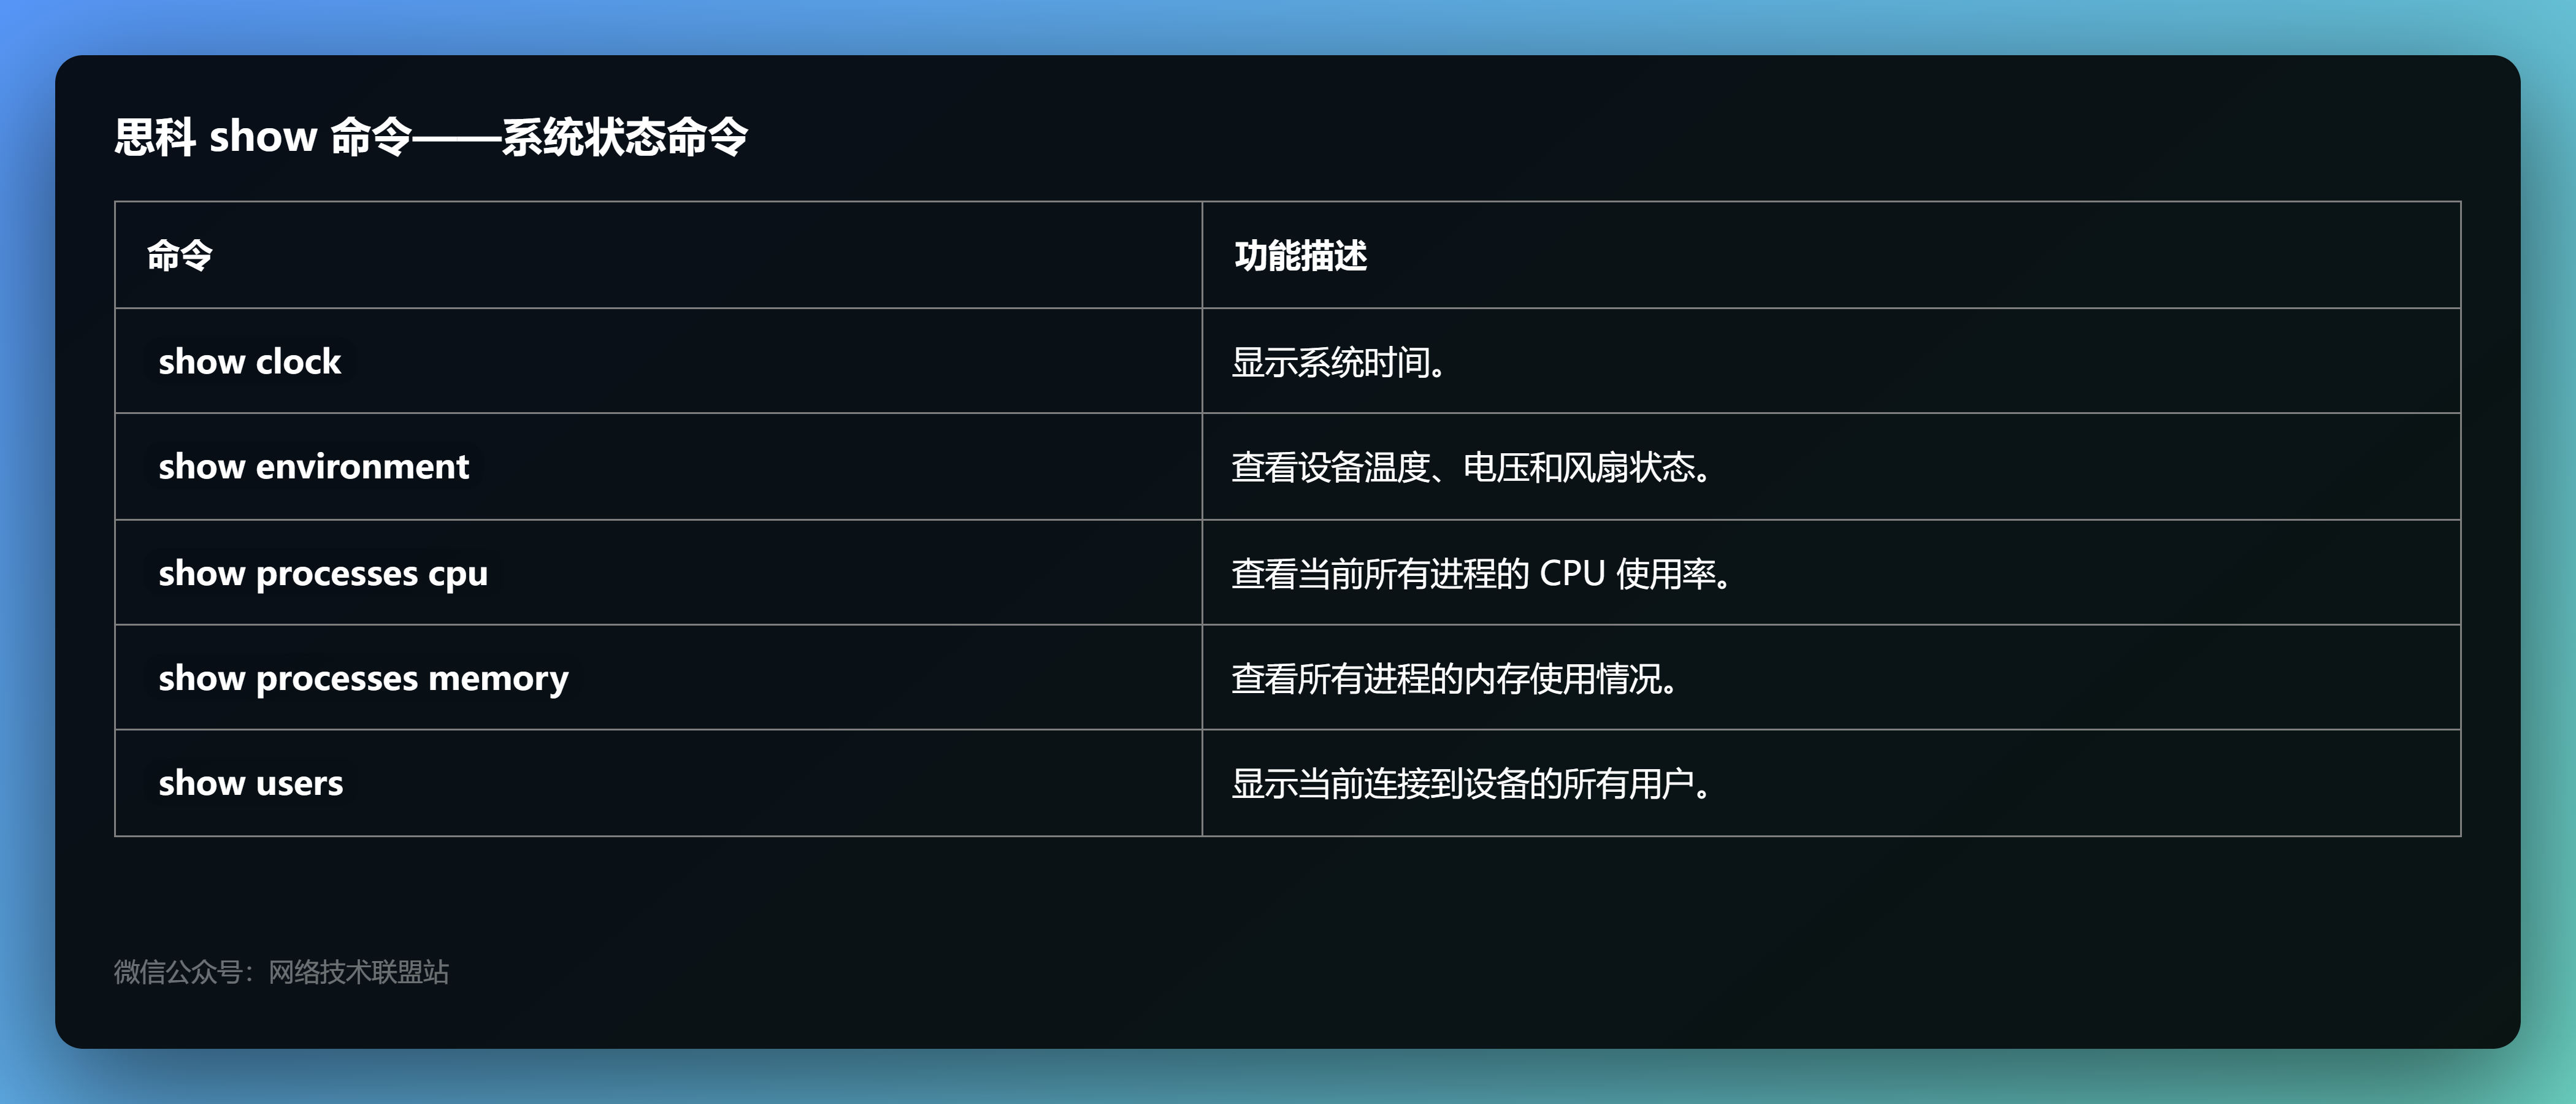 思科 show 命令——系统状态命令
命令 功能描述
show clock 显示系统时间。
show environment 查看设备温度、电压和风扇状态。
show processes cpu 查看当前所有进程的 CPU 使用率。
show processes memory 查看所有进程的内存使用情况。
show users 显示当前连接到设备的所有用户。
微信公众号：网络技术联盟站